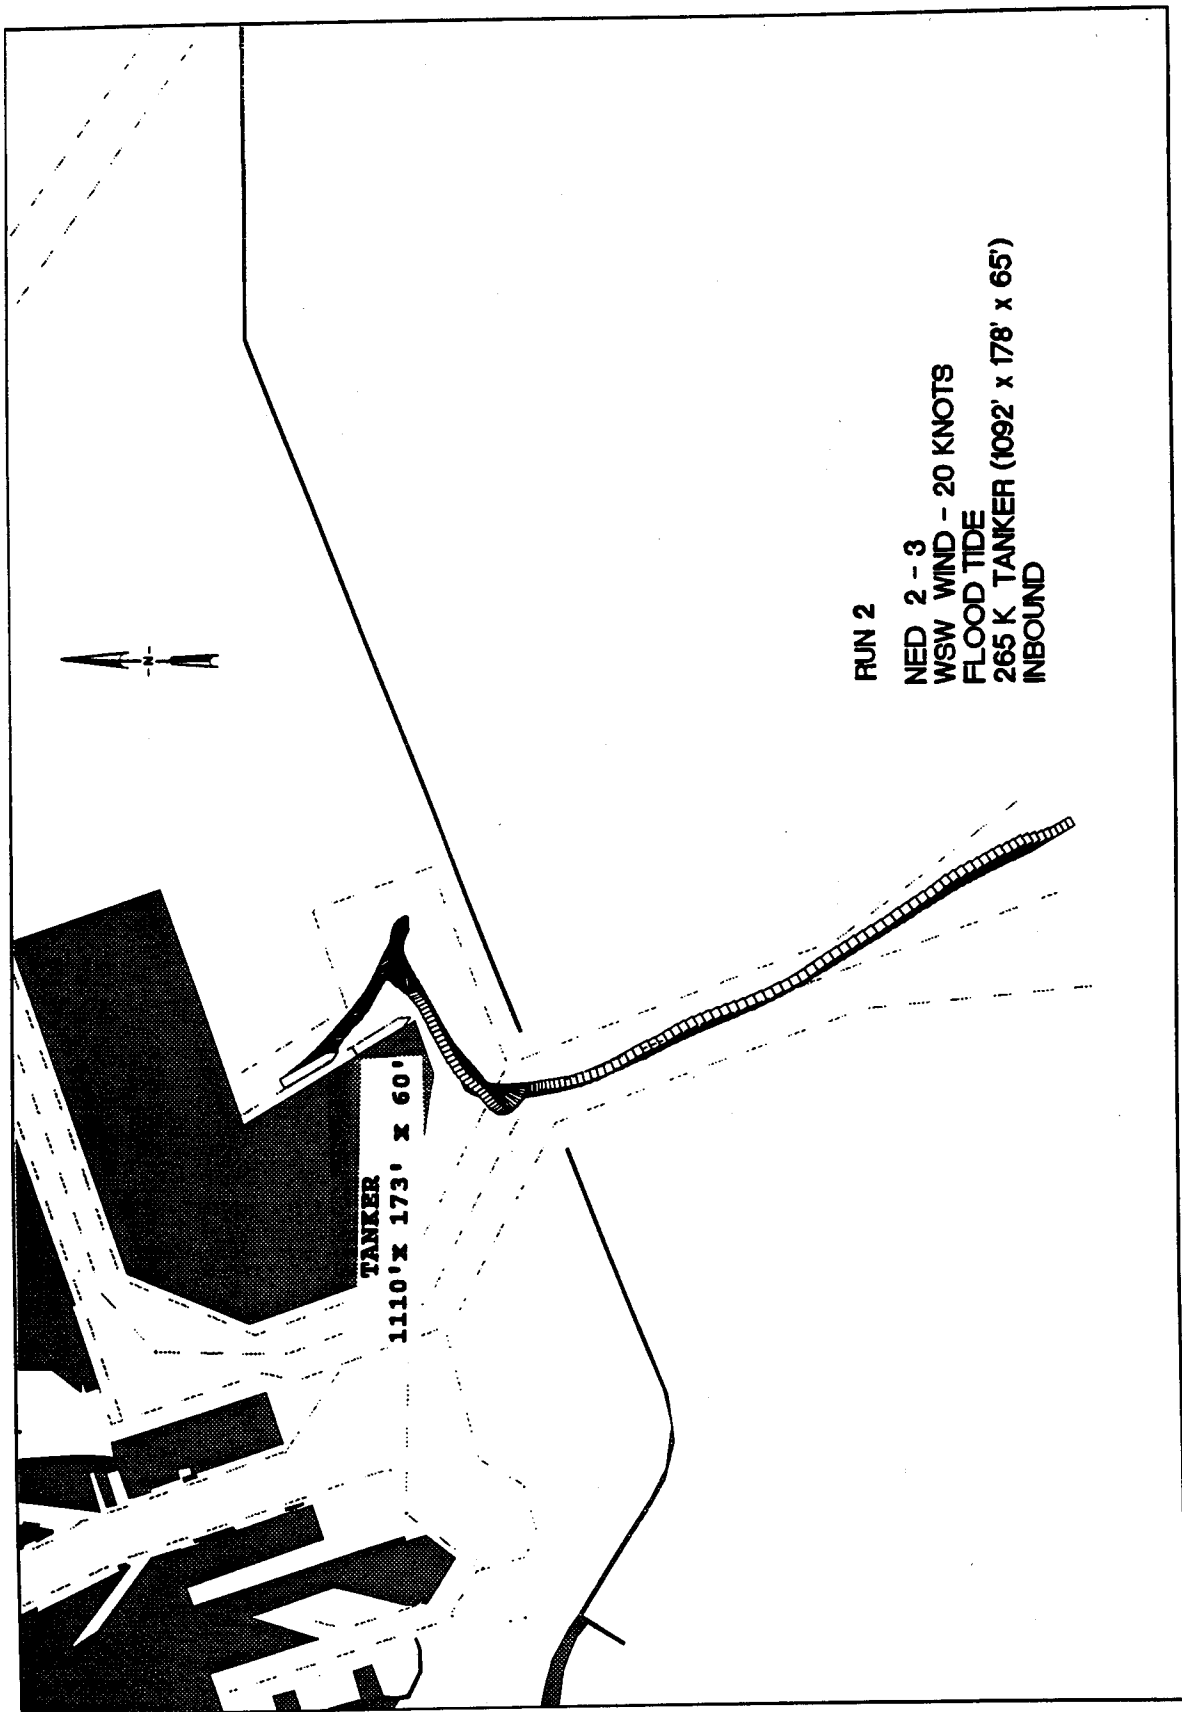 TANKER
1110'x 173' x 60'
-N-
RUN 2
NED 2 - 3
WSW WIND - 20 KNOTS
FLOOD TIDE
265 K TANKER (1092' x 178' x 65')
INBOUND